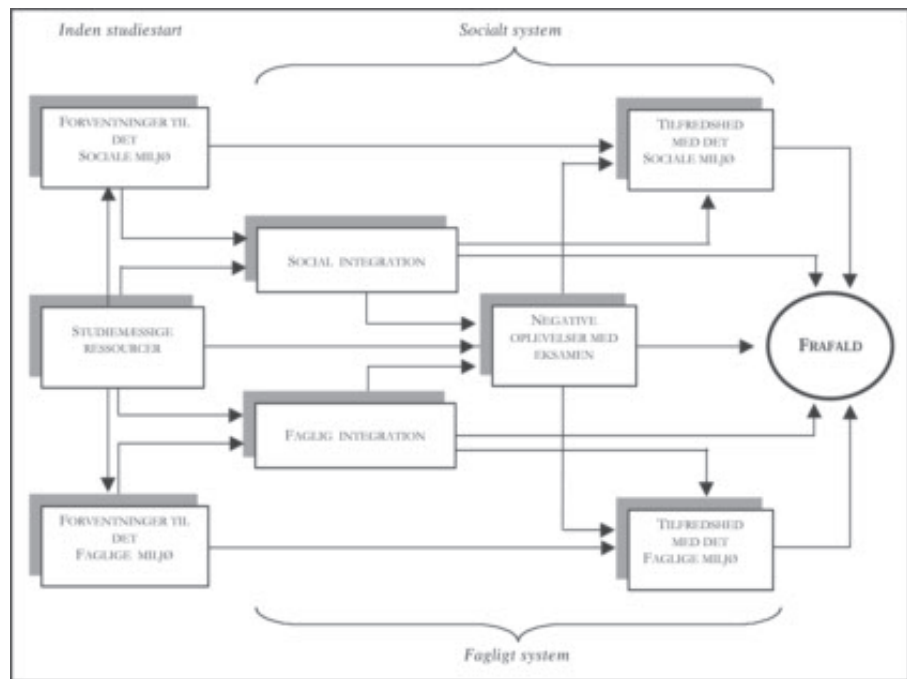 Inden studiestart
Socialt system
FORVENTNINGER TIL
DET
SOCIALE MILJØ
TILFREDSHED
MED DET
SOCIALE MILJØ
SOCIAL INTEGRATION
STUDIEMÆSSIGE
RESSOURCER
NEGATIVE
OPLEVELSER MED
EKSAMEN
FRAFALD
FAGLIG INTEGRATION
FORVENTNINGER TIL
DET
FAGLIGE MILJØ
TILFREDSHED
MED DET
FAGLIGE MILJØ
Fagligt system